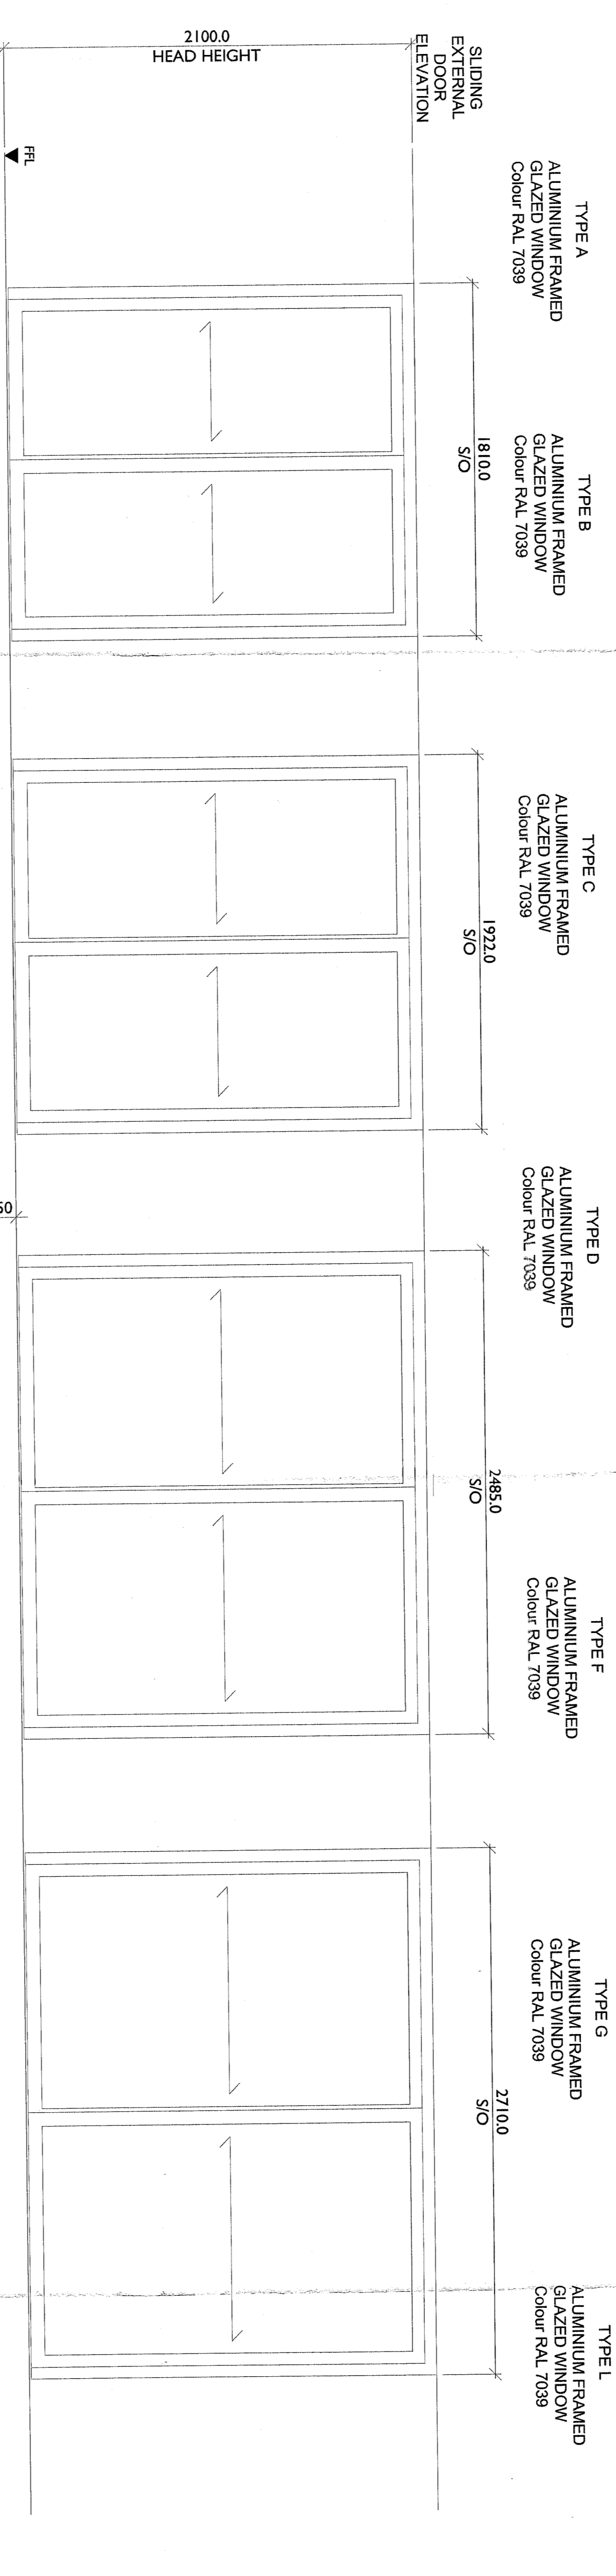 TYPE A
ALUMINIUM FRAMED
GLAZED WINDOW
Colour RAL 7039
TYPE B
ALUMINIUM FRAMED
GLAZED WINDOW
Colour RAL 7039
TYPE C
ALUMINIUM FRAMED
GLAZED WINDOW
Colour RAL 7039
TYPE D
ALUMINIUM FRAMED
GLAZED WINDOW
Colour RAL 7039
TYPE F
ALUMINIUM FRAMED
GLAZED WINDOW
Colour RAL 7039
TYPE G
ALUMINIUM FRAMED
GLAZED WINDOW
Colour RAL 7039
TYPE L
ALUMINIUM FRAMED
GLAZED WINDOW
Colour RAL 7039
SLIDING
EXTERNAL
DOOR
ELEVATION
1810.0
S/O
1922.0
S/O
2485.0
S/O
2710.0
S/O
2100.0
HEAD HEIGHT
FFL